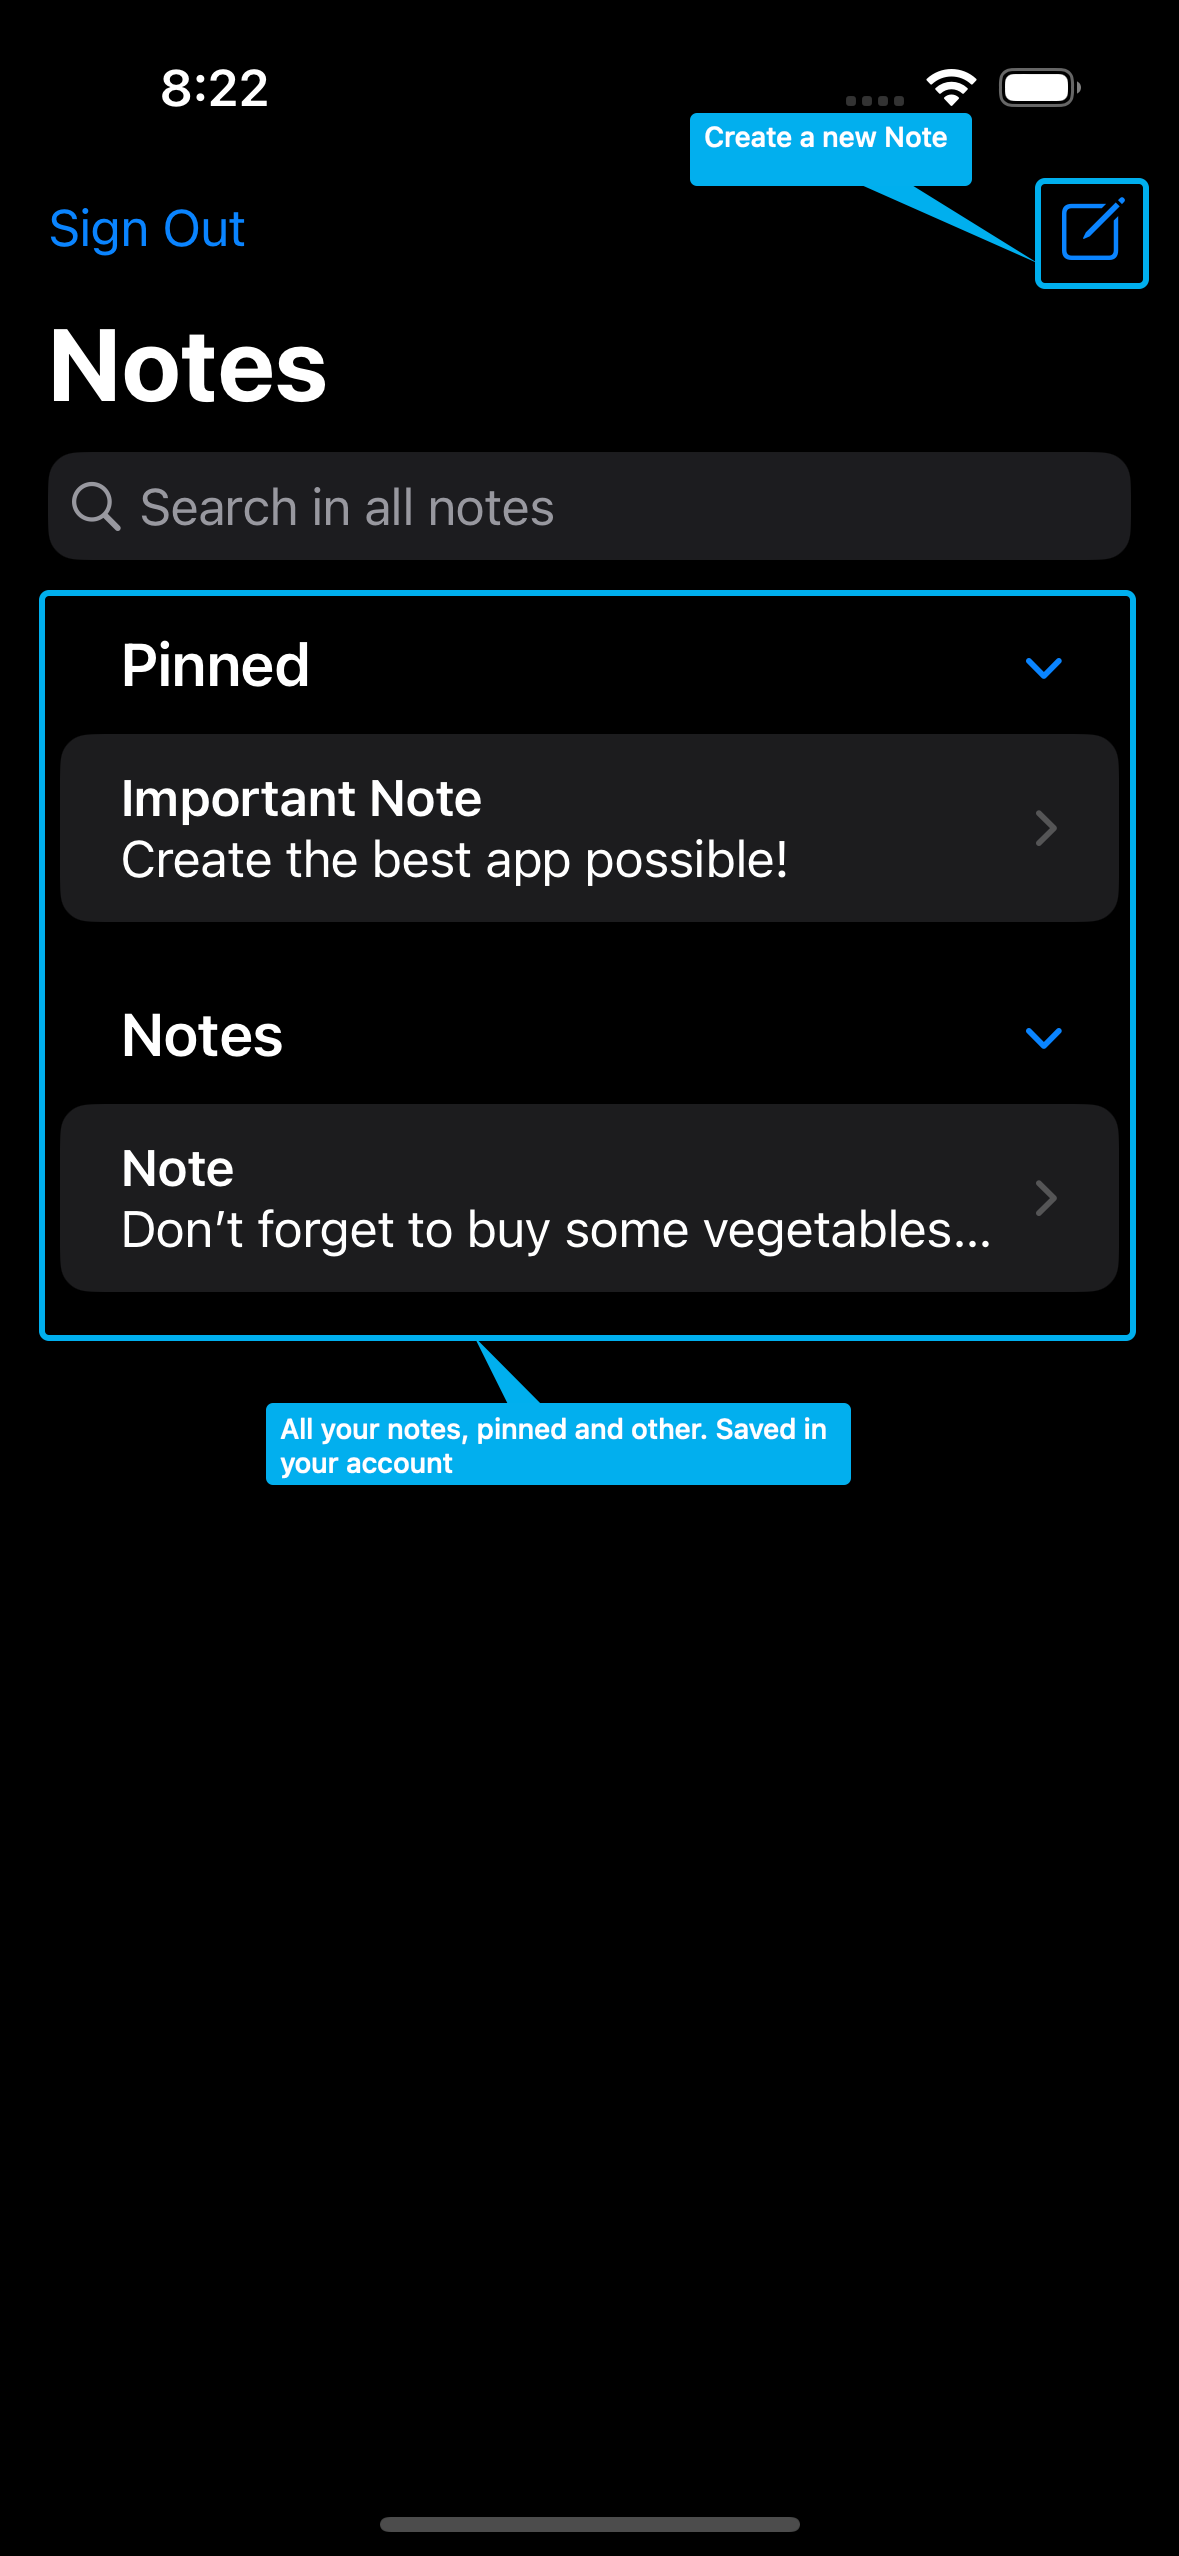 8:22
Create a new Note
Sign Out
Notes
Search in all notes
Pinned
Important Note
Create the best app possible!
Notes
Note
Don’t forget to buy some vegetables...
All your notes, pinned and other. Saved in
your account